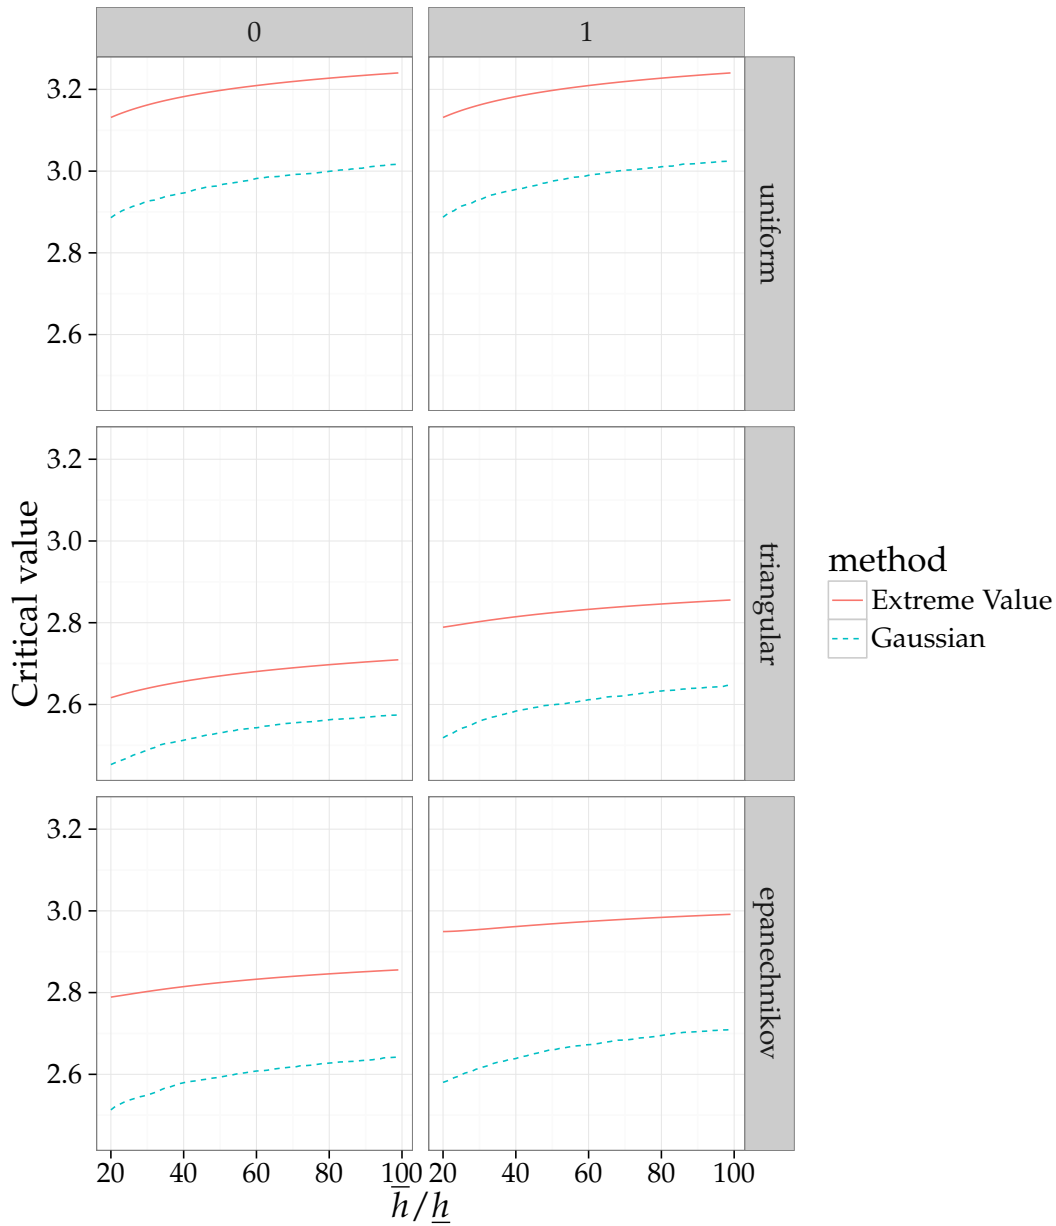 0 1
3.2
3.0
2.8
2.6
uniform
3.2
3.0
2.8
2.6
triangular
3.2
3.0
2.8
2.6
epanechnikov
20 40 60 80 100 20 40 60 80 100
Critical value
h̅/h̲
method
Extreme Value
Gaussian